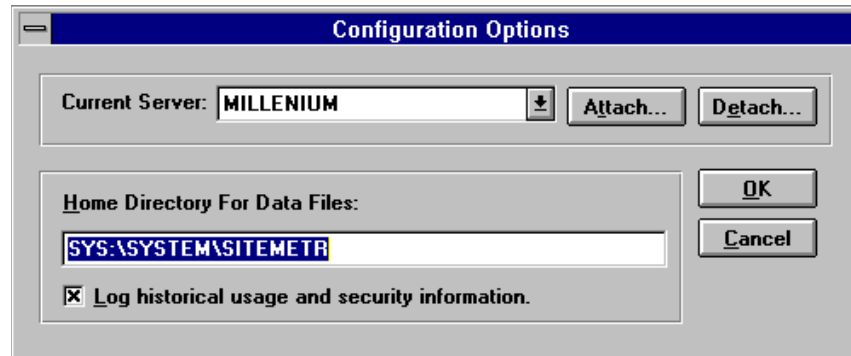 Configuration Options
Current Server: MILLENIUM Attach... Detach...
Home Directory For Data Files:
OK
SYS:\SYSTEM\SITEMETR
Cancel
Log historical usage and security information.